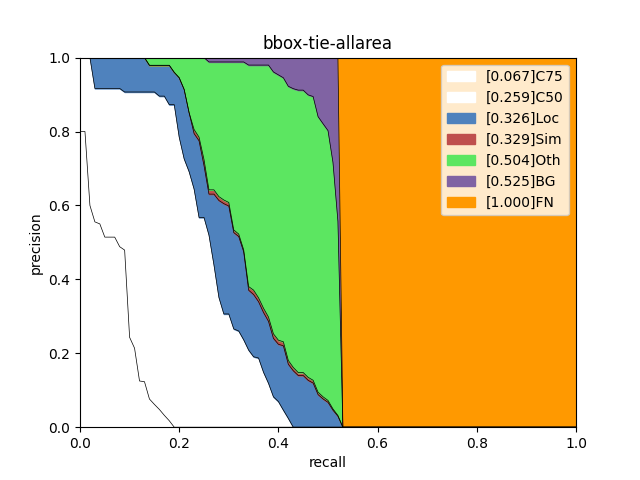 bbox-tie-allarea
1.0
0.8
0.6
0.4
0.2
0.0
precision
[0.067]C75
[0.259]C50
[0.326]Loc
[0.329]Sim
[0.504]Oth
[0.525]BG
[1.000]FN
0.0 0.2 0.4 0.6 0.8 1.0
recall